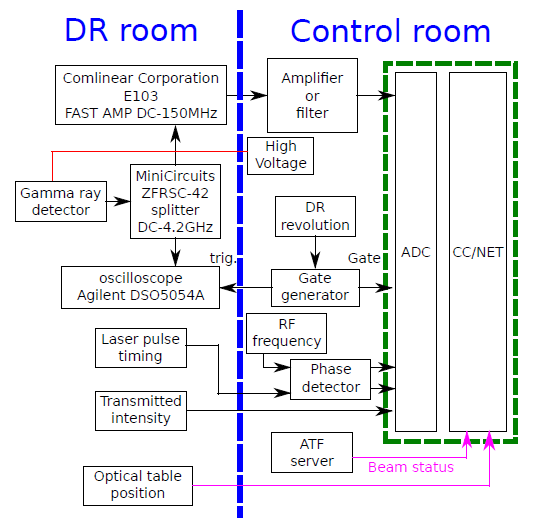 DR room
Control room
Comlinear Corporation
E103
FAST AMP DC-150MHz
Amplifier
or
filter
High
Voltage
MiniCircuits
ZFRSC-42
splitter
DC-4.2GHz
Gamma ray
detector
DR
revolution
ADC
CC/NET
trig.
Gate
oscilloscope
Agilent DSO5054A
Gate
generator
RF
frequency
Laser pulse
timing
Phase
detector
Transmitted
intensity
ATF
server
Beam status
Optical table
position